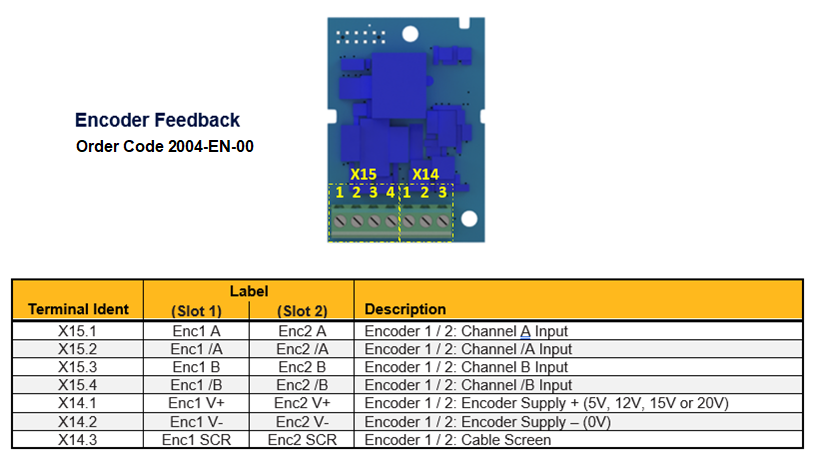 Encoder Feedback
Order Code 2004-EN-00
X15 X14
1 2 3 4 1 2 3
Label
Terminal Ident (Slot 1) (Slot 2) Description
X15.1 Enc1 A Enc2 A Encoder 1 / 2: Channel A Input
X15.2 Enc1 /A Enc2 /A Encoder 1 / 2: Channel /A Input
X15.3 Enc1 B Enc2 B Encoder 1 / 2: Channel B Input
X15.4 Enc1 /B Enc2 /B Encoder 1 / 2: Channel /B Input
X14.1 Enc1 V+ Enc2 V+ Encoder 1 / 2: Encoder Supply + (5V, 12V, 15V or 20V)
X14.2 Enc1 V- Enc2 V- Encoder 1 / 2: Encoder Supply – (0V)
X14.3 Enc1 SCR Enc2 SCR Encoder 1 / 2: Cable Screen